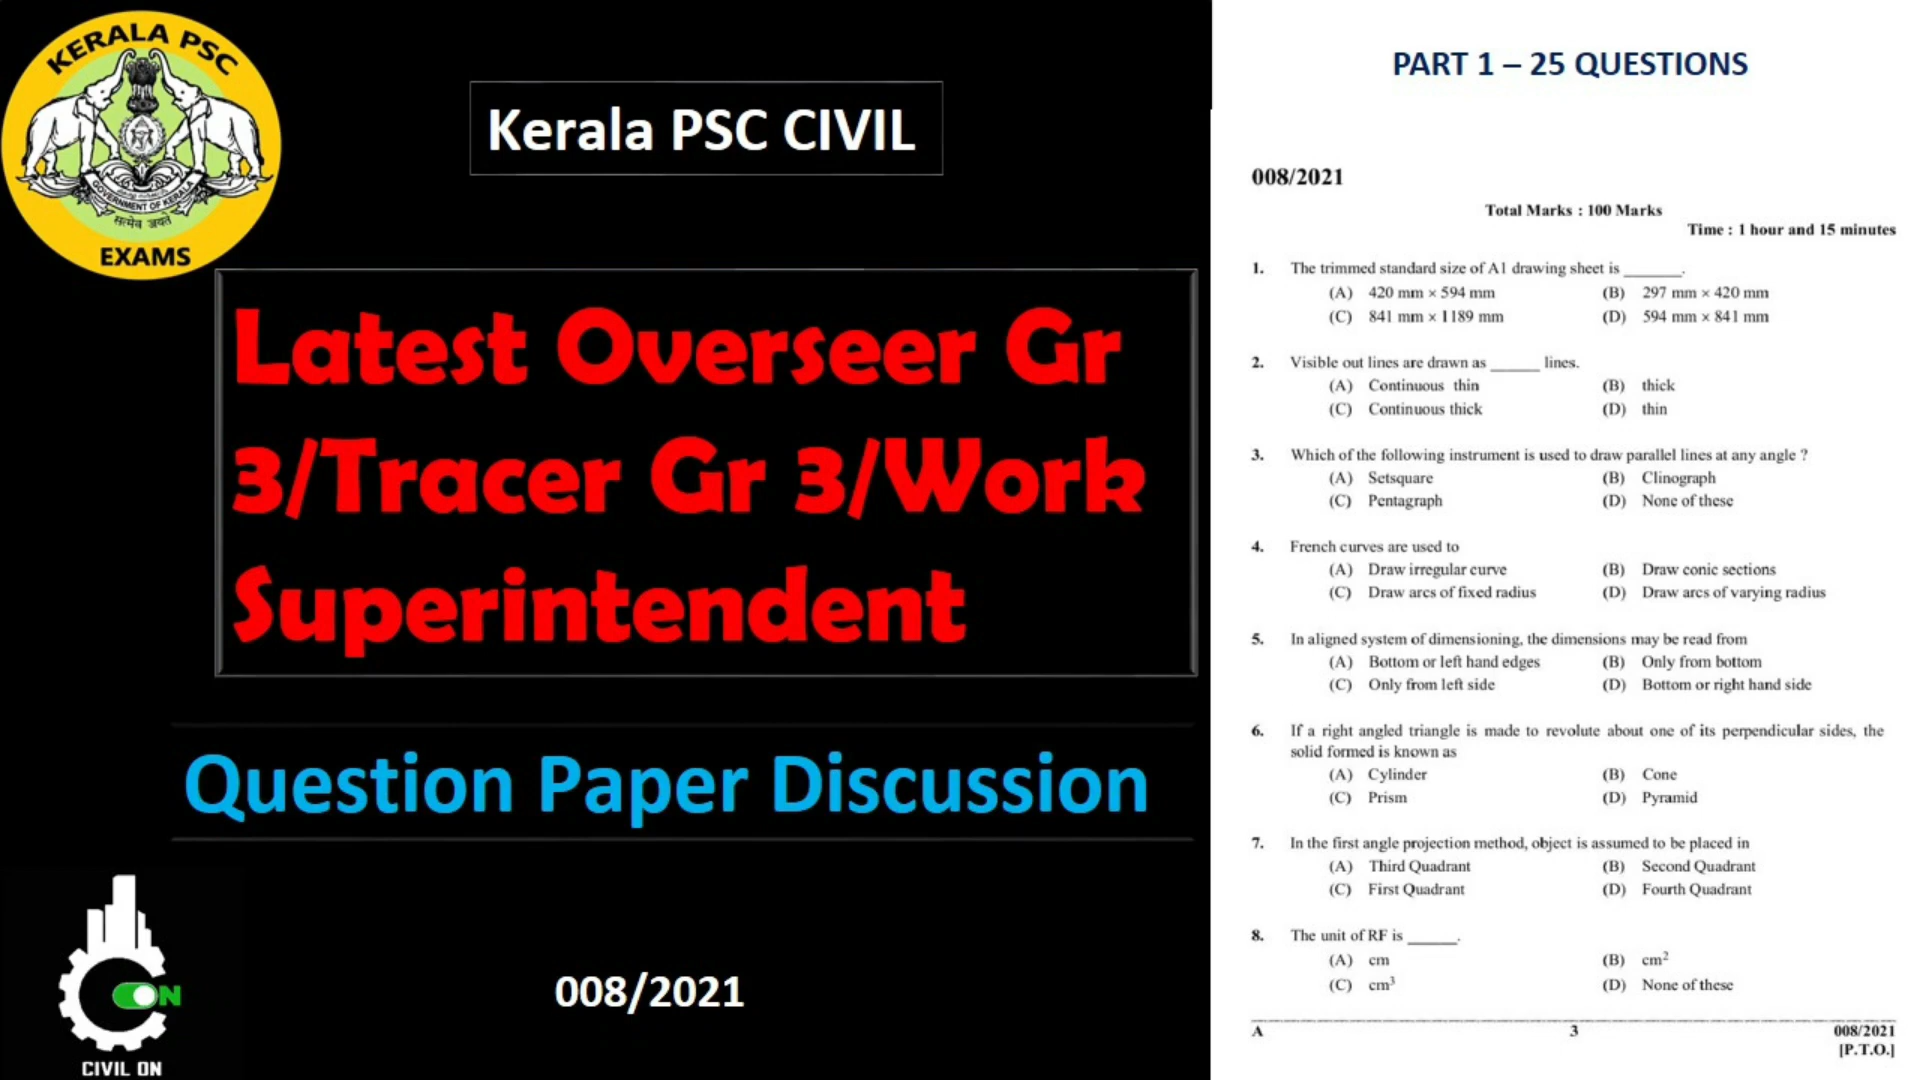 KERALA PSC
GOVERNMENT OF KERALA
सत्यमेव जयते
EXAMS
Kerala PSC CIVIL
Latest Overseer Gr
3/Tracer Gr 3/Work
Superintendent
Question Paper Discussion
008/2021
ON
CIVIL ON
PART 1 – 25 QUESTIONS
008/2021
Total Marks : 100 Marks
Time : 1 hour and 15 minutes
1. The trimmed standard size of A1 drawing sheet is ______.
(A) 420 mm × 594 mm (B) 297 mm × 420 mm
(C) 841 mm × 1189 mm (D) 594 mm × 841 mm
2. Visible out lines are drawn as _____ lines.
(A) Continuous thin (B) thick
(C) Continuous thick (D) thin
3. Which of the following instrument is used to draw parallel lines at any angle ?
(A) Setsquare (B) Clinograph
(C) Pentagraph (D) None of these
4. French curves are used to
(A) Draw irregular curve (B) Draw conic sections
(C) Draw arcs of fixed radius (D) Draw arcs of varying radius
5. In aligned system of dimensioning, the dimensions may be read from
(A) Bottom or left hand edges (B) Only from bottom
(C) Only from left side (D) Bottom or right hand side
6. If a right angled triangle is made to revolute about one of its perpendicular sides, the
solid formed is known as
(A) Cylinder (B) Cone
(C) Prism (D) Pyramid
7. In the first angle projection method, object is assumed to be placed in
(A) Third Quadrant (B) Second Quadrant
(C) First Quadrant (D) Fourth Quadrant
8. The unit of RF is _____.
(A) cm (B) cm²
(C) cm³ (D) None of these
A 3 008/2021
[P.T.O.]